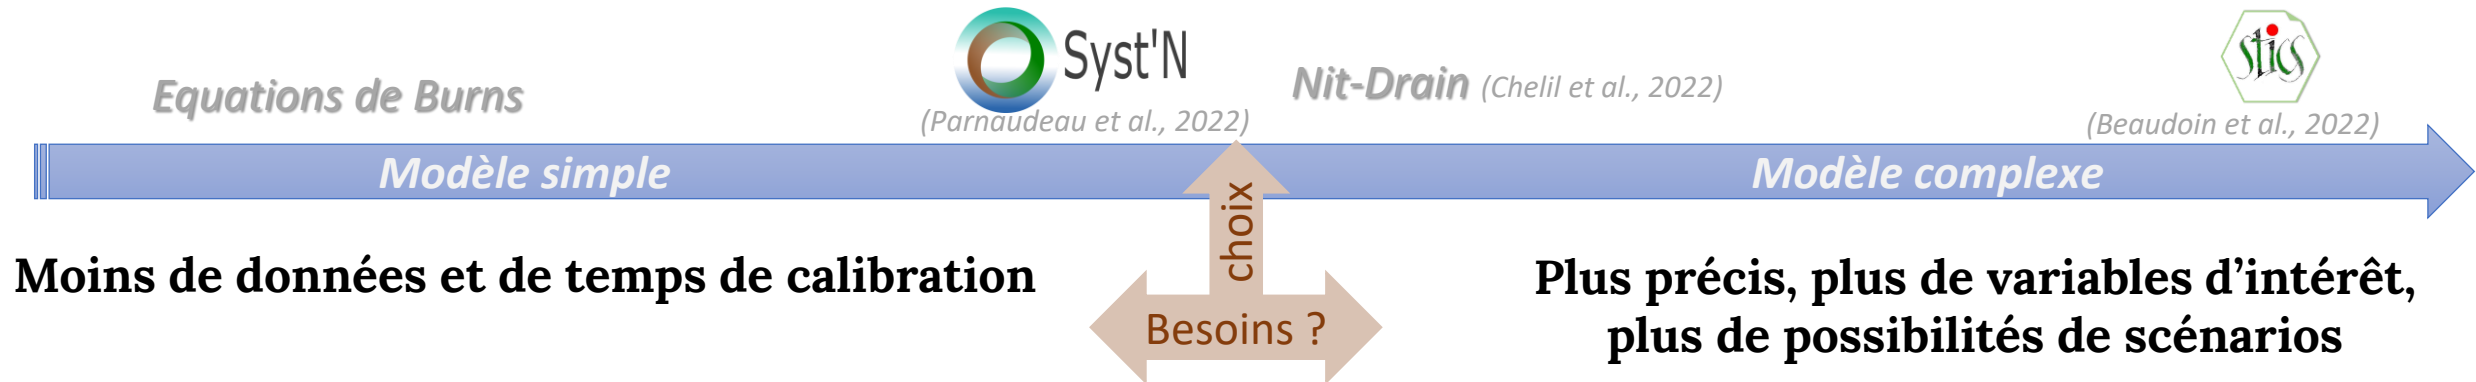 Equations de Burns
Syst'N
(Parnaudeau et al., 2022)
Nit-Drain (Chelil et al., 2022)
stics
(Beaudoin et al., 2022)
Modèle simple
Modèle complexe
choix
Besoins ?
Moins de données et de temps de calibration
Plus précis, plus de variables d’intérêt,
plus de possibilités de scénarios